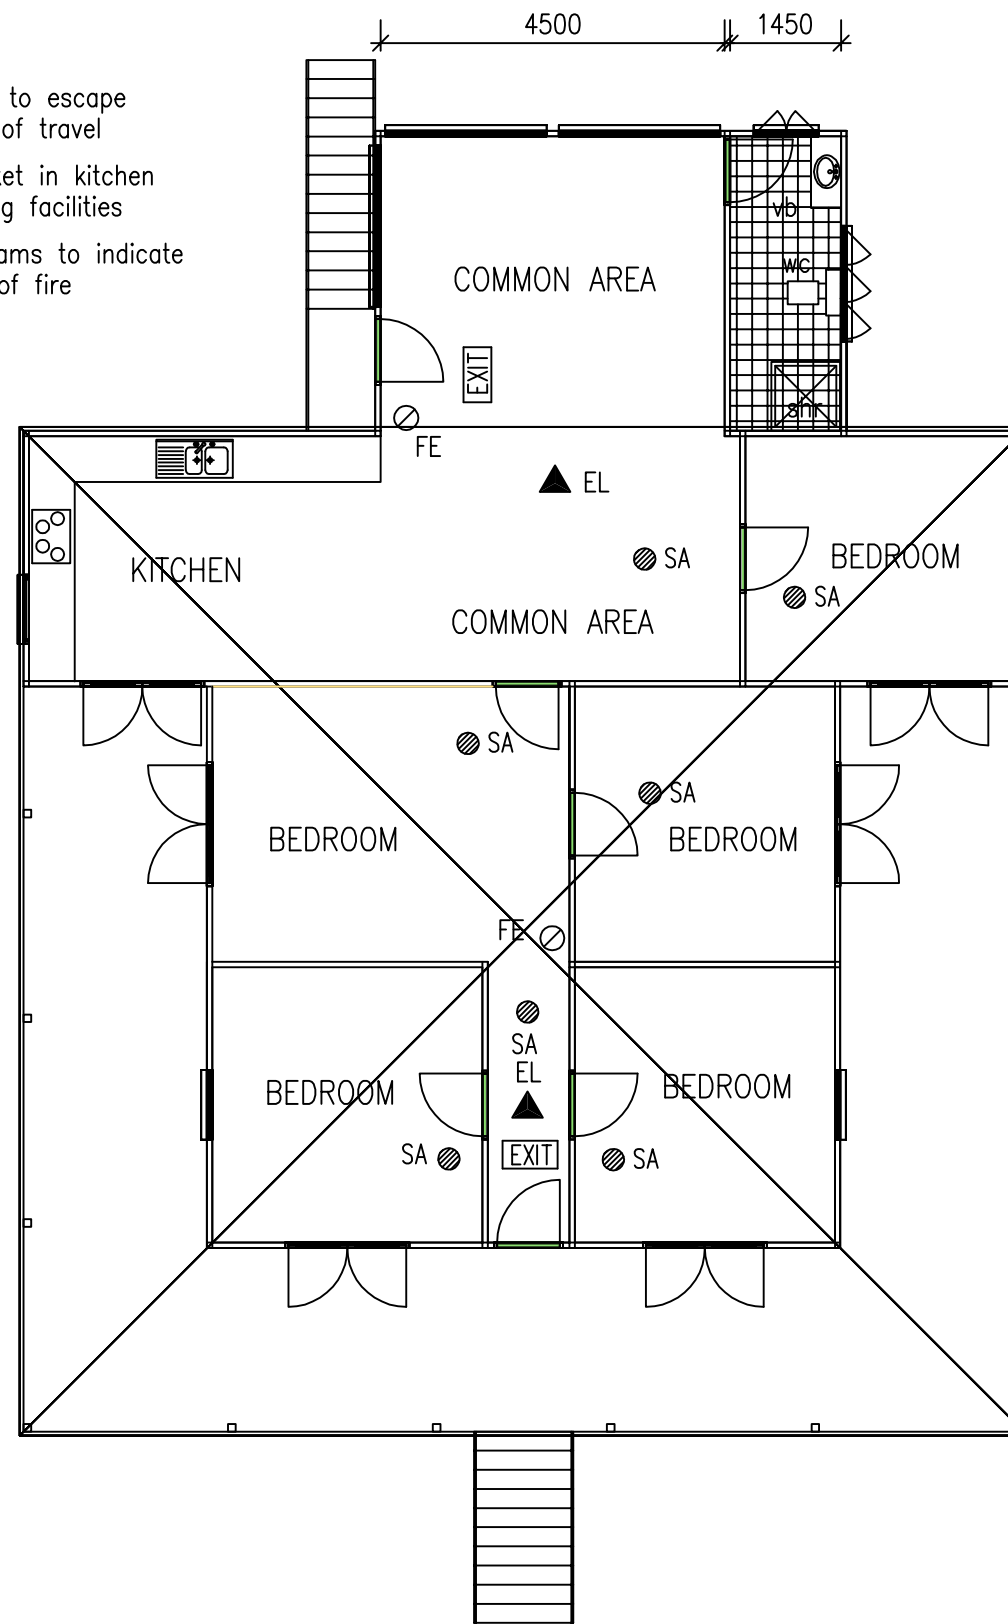 4500
1450
to escape
of travel
et in kitchen
g facilities
ams to indicate
of fire
vb
wc
COMMON AREA
EXIT
shr
FE
EL
SA
KITCHEN
BEDROOM
SA
COMMON AREA
SA
SA
BEDROOM
BEDROOM
FE
SA
EL
BEDROOM
BEDROOM
SA
EXIT
SA